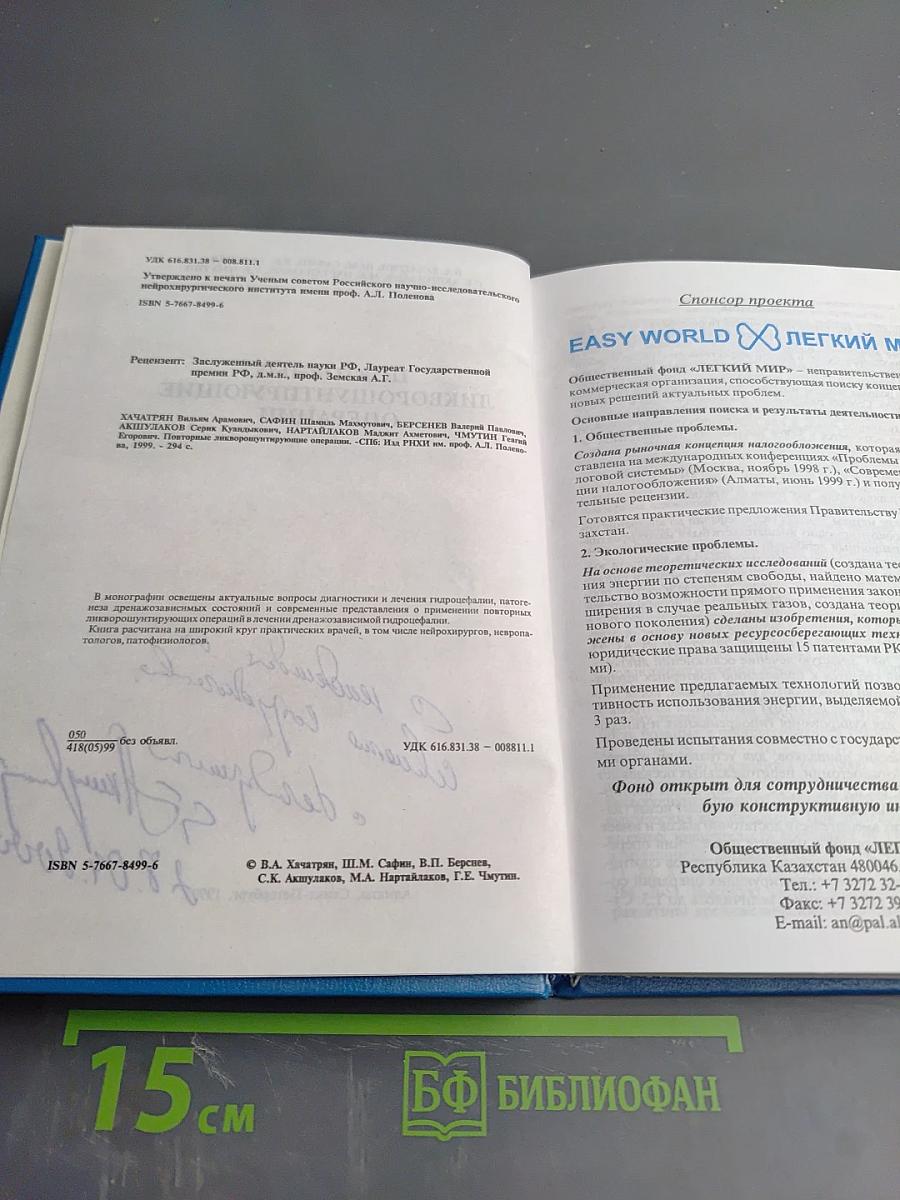 УДК 616.831.38 – 008.811.1
Утверждено к печати Ученым советом Российского научно-исследовательского
нейрохирургического института имени проф. А.Л. Поленова
ISBN 5-7667-8499-6
Рецензент: Заслуженный деятель науки РФ, Лауреат Государственной
премии РФ, д.м.н., проф. Земская А.Г.
ХАЧАТРЯН Вильям Арамович, САФИН Шамиль Махмутович, БЕРСЕНЕВ Валерий Павлович,
АКШУЛАКОВ Серик Куандыкович, НАРТАЙЛАКОВ Маджит Ахметович, ЧМУТИН Геагий
Егорович. Повторные ликворошунтирующие операции. -СПб: Изд РНХИ им. проф. А.Л. Полено-
ва, 1999. - 294 с.
В монографии освещены актуальные вопросы диагностики и лечения гидроцефалии, патоге-
неза дренажозависимых состояний и современные представления о применении повторных
ликворошунтирующих операций в лечении дренажозависимой гидроцефалии.
Книга расчитана на широкий круг практических врачей, в том числе нейрохирургов, невропа-
тологов, патофизиологов.
050
418(05)99 без объявл.
УДК 616.831.38 – 008811.1
ISBN 5-7667-8499-6
© В.А. Хачатрян, Ш.М. Сафин, В.П. Берснев,
С.К. Акшулаков, М.А. Нартайлаков, Г.Е. Чмутин.
Спонсор проекта
EASY WORLD ЛЕГКИЙ М
Общественный фонд «ЛЕГКИЙ МИР» – неправительствен
коммерческая организация, способствующая поиску концеп
новых решений актуальных проблем.
Основные направления поиска и результаты деятельности
1. Общественные проблемы.
Создана рыночная концепция налогообложения, которая
ставлена на международных конференциях «Проблемы
логовой системы» (Москва, ноябрь 1998 г.), «Совреме
ции налогообложения» (Алматы, июнь 1999 г.) и полу
тельные рецензии.
Готовятся практические предложения Правительству
захстан.
2. Экологические проблемы.
На основе теоретических исследований (создана тео
ния энергии по степеням свободы, найдено матем
тельство возможности прямого применения закон
ширения в случае реальных газов, создана теори
нового поколения) сделаны изобретения, которы
жены в основу новых ресурсосберегающих техн
юридические права защищены 15 патентами РК
ми).
Применение предлагаемых технологий позво
тивность использования энергии, выделяемой
3 раз.
Проведены испытания совместно с государст
ми органами.
Фонд открыт для сотрудничества
бую конструктивную ин
Общественный фонд «ЛЕГ
Республика Казахстан 480046,
Тел.: +7 3272 32-
Факс: +7 3272 39
E-mail: an@pal.al
15 см
БФ БИБЛИОФАН